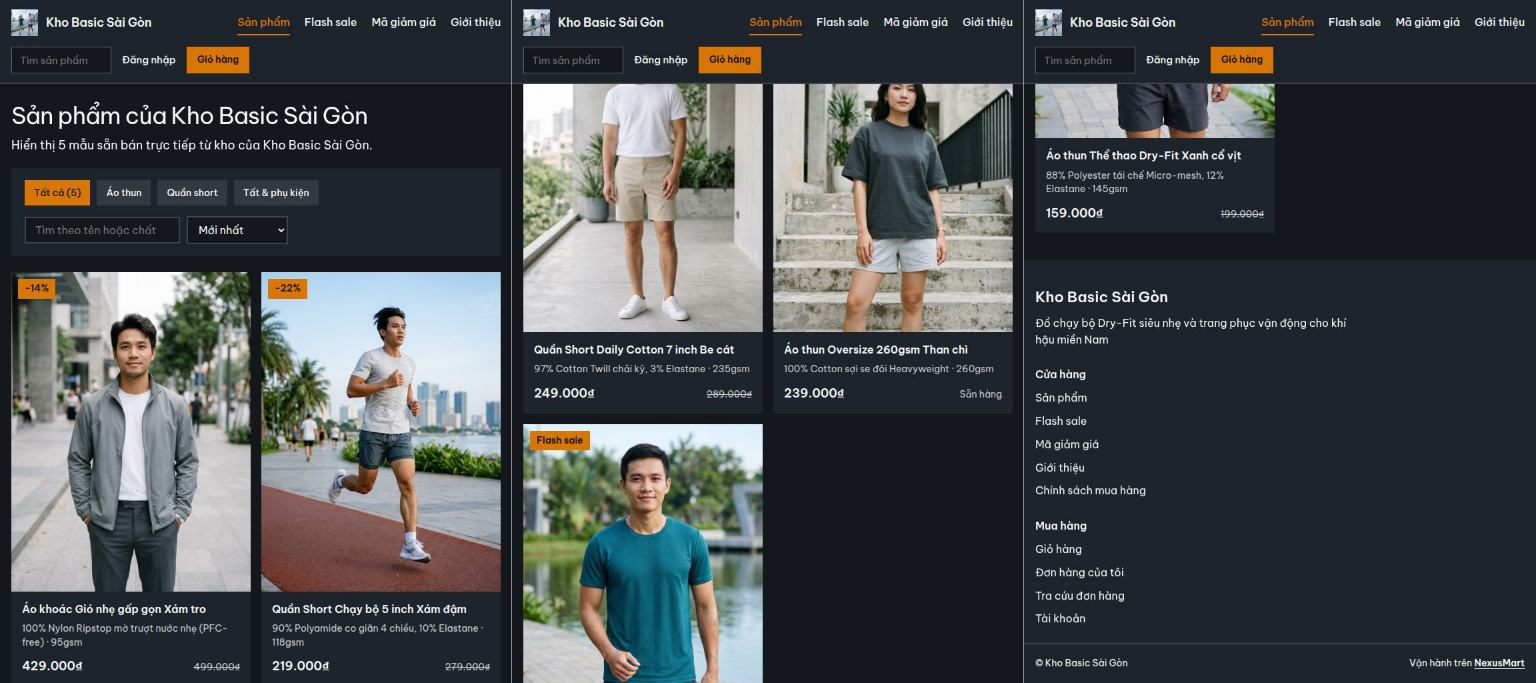 Kho Basic Sài Gòn
Sản phẩm Flash sale Mã giảm giá Giới thiệu
Tìm sản phẩm Đăng nhập Giỏ hàng
Sản phẩm của Kho Basic Sài Gòn
Hiển thị 5 mẫu sẵn bán trực tiếp từ kho của Kho Basic Sài Gòn.
Tất cả (5) Áo thun Quần short Tất & phụ kiện
Tìm theo tên hoặc chất Mới nhất
-14%
Áo khoác Gió nhẹ gấp gọn Xám tro
100% Nylon Ripstop mờ trượt nước nhẹ (PFC-
free) · 95gsm
429.000₫ 499.000₫
-22%
Quần Short Chạy bộ 5 inch Xám đậm
90% Polyamide co giãn 4 chiều, 10% Elastane ·
118gsm
219.000₫ 279.000₫
Kho Basic Sài Gòn
Sản phẩm Flash sale Mã giảm giá Giới thiệu
Tìm sản phẩm Đăng nhập Giỏ hàng
Quần Short Daily Cotton 7 inch Be cát
97% Cotton Twill chải kỹ, 3% Elastane · 235gsm
249.000₫ 289.000₫
Áo thun Oversize 260gsm Than chì
100% Cotton sợi se đôi Heavyweight · 260gsm
239.000₫ Sẵn hàng
Flash sale
Kho Basic Sài Gòn
Sản phẩm Flash sale Mã giảm giá Giới thiệu
Tìm sản phẩm Đăng nhập Giỏ hàng
Áo thun Thể thao Dry-Fit Xanh cổ vịt
88% Polyester tái chế Micro-mesh, 12%
Elastane · 145gsm
159.000₫ 199.000₫
Kho Basic Sài Gòn
Đồ chạy bộ Dry-Fit siêu nhẹ và trang phục vận động cho khí
hậu miền Nam
Cửa hàng
Sản phẩm
Flash sale
Mã giảm giá
Giới thiệu
Chính sách mua hàng
Mua hàng
Giỏ hàng
Đơn hàng của tôi
Tra cứu đơn hàng
Tài khoản
© Kho Basic Sài Gòn Vận hành trên NexusMart